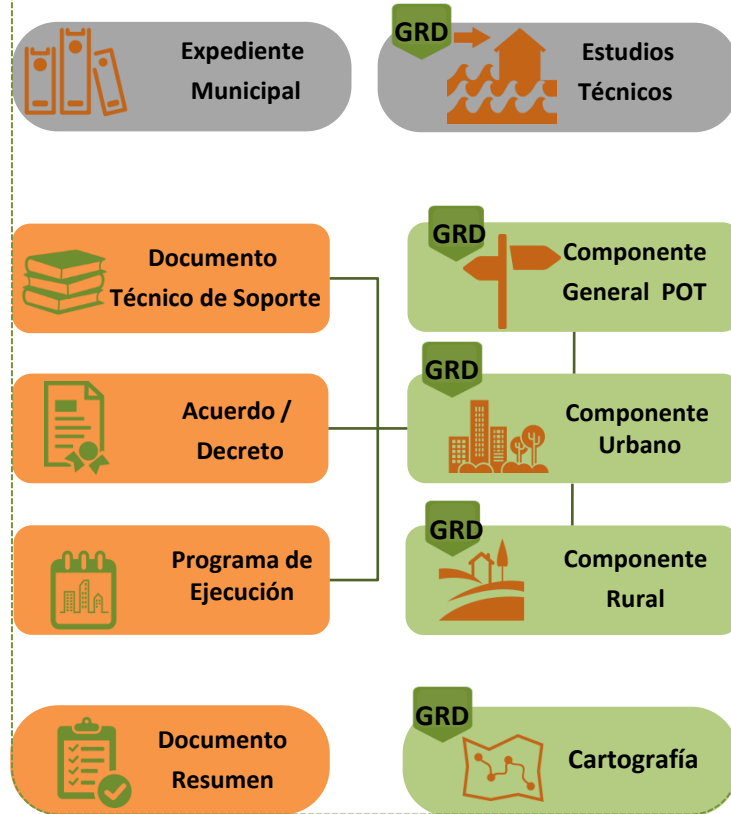 Expediente
Municipal
GRD
Estudios
Técnicos
Documento
Técnico de Soporte
GRD
Componente
General POT
Acuerdo /
Decreto
GRD
Componente
Urbano
Programa de
Ejecución
GRD
Componente
Rural
Documento
Resumen
GRD
Cartografía